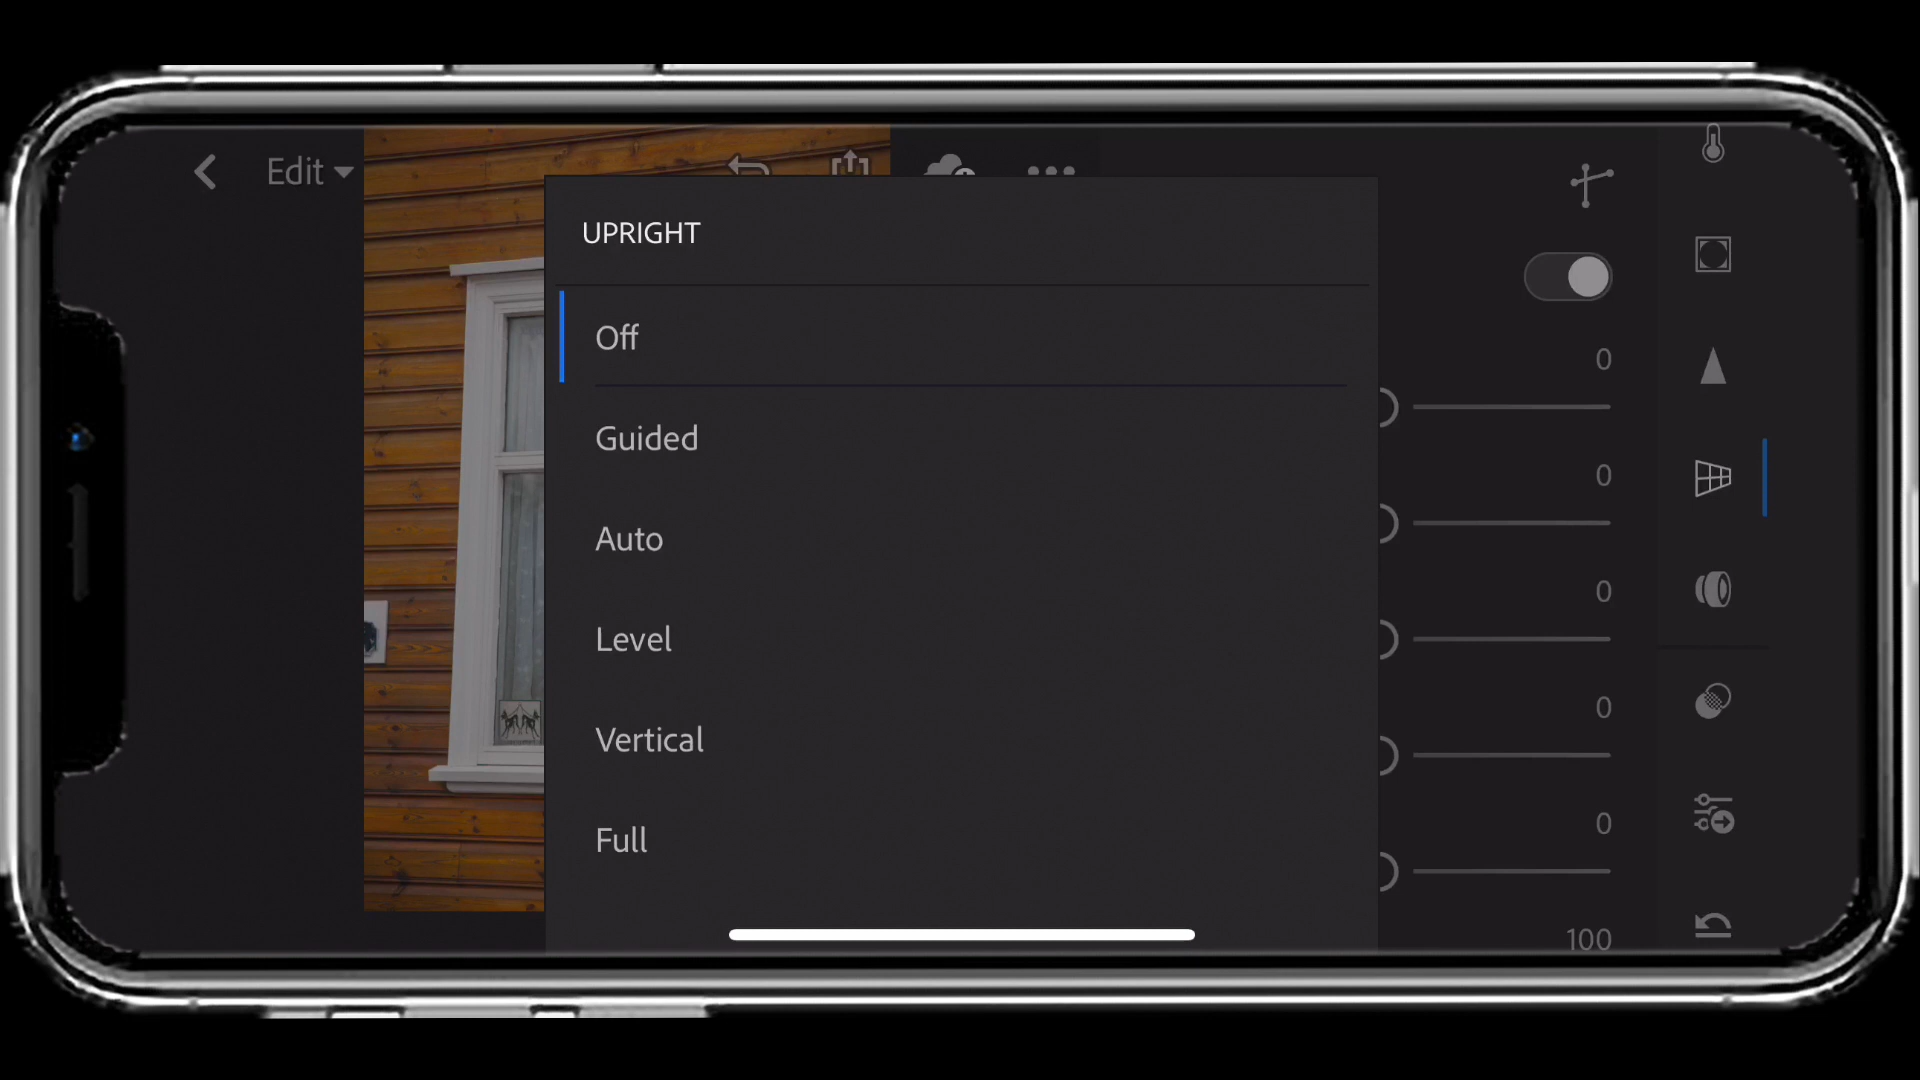 Edit
UPRIGHT
Off
Guided
Auto
Level
Vertical
Full
0
0
0
0
0
100